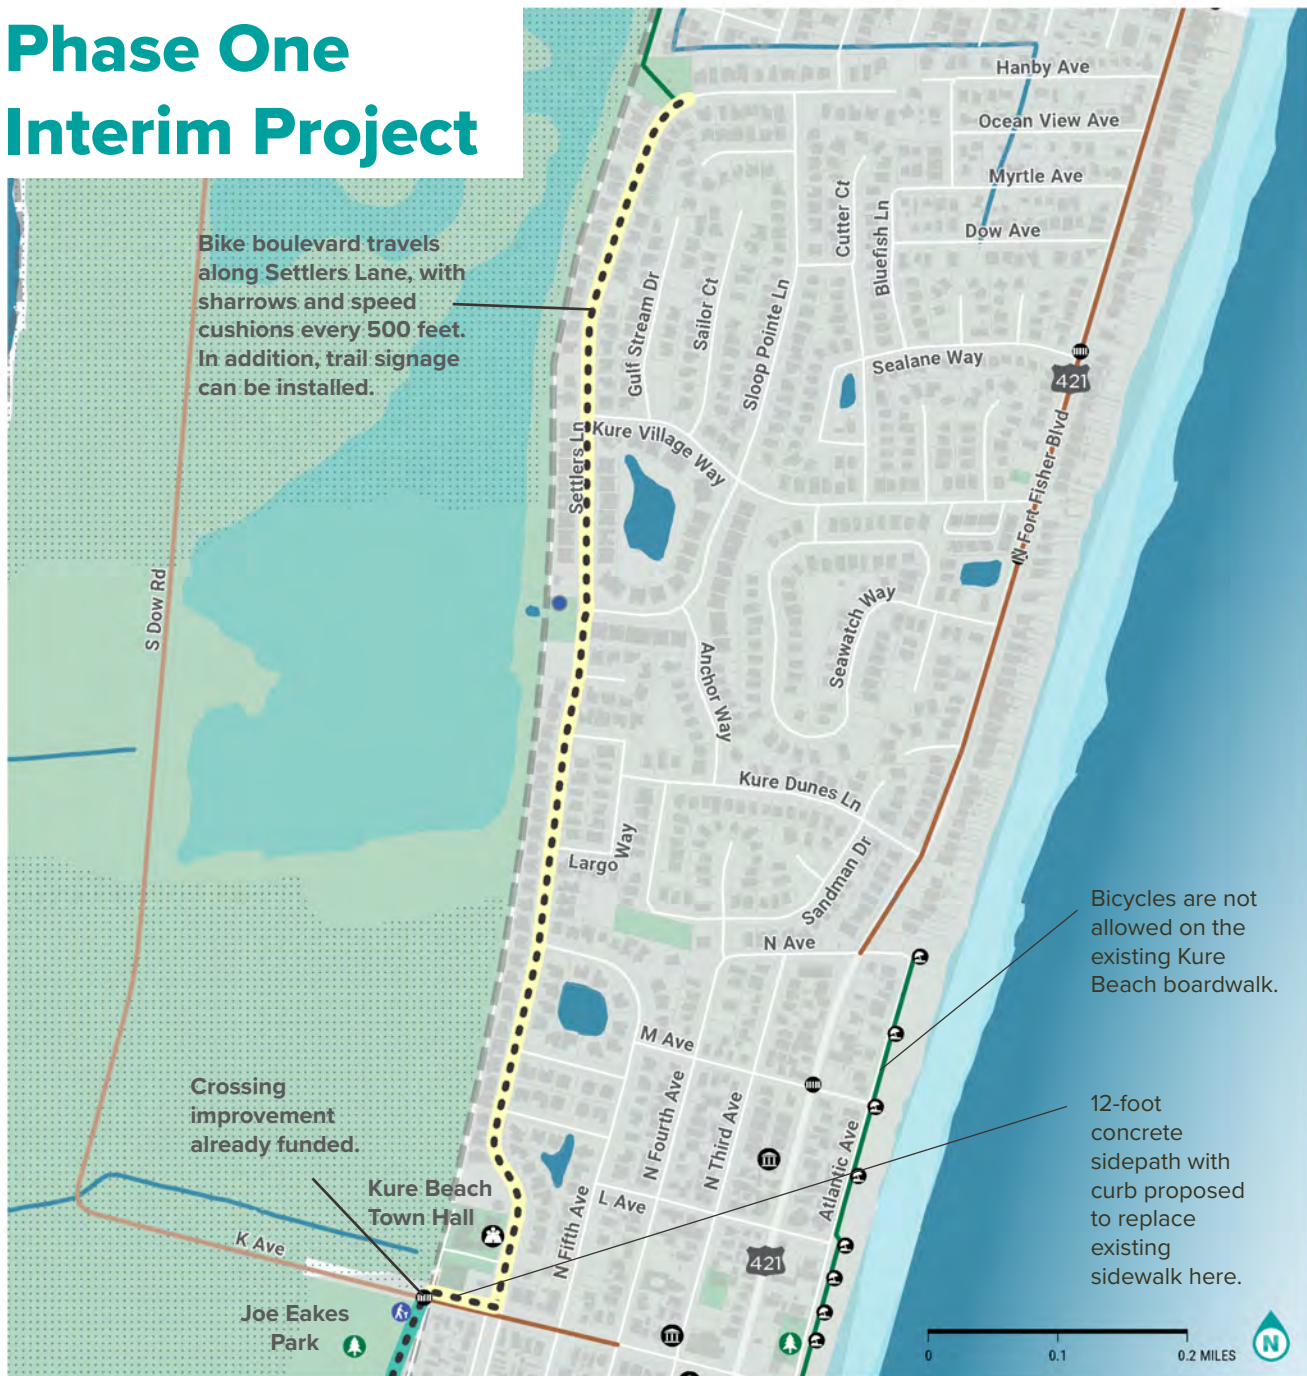 Phase One
Interim Project
Hanby Ave
Ocean View Ave
Myrtle Ave
Dow Ave
Cutter Ct
Bluefish Ln
Bike boulevard travels
along Settlers Lane, with
sharrows and speed
cushions every 500 feet.
In addition, trail signage
can be installed.
Gulf Stream Dr
Sailor Ct
Sloop Pointe Ln
Sealane Way
421
Settlers Ln
Kure Village Way
N Fort Fisher Blvd
S Dow Rd
Seawatch Way
Anchor Way
Kure Dunes Ln
Largo Way
Sandman Dr
N Ave
Bicycles are not
allowed on the
existing Kure
Beach boardwalk.
M Ave
N Fourth Ave
N Third Ave
Atlantic Ave
Crossing
improvement
already funded.
12-foot
concrete
sidepath with
curb proposed
to replace
existing
sidewalk here.
Kure Beach
Town Hall
L Ave
N Fifth Ave
K Ave
421
Joe Eakes
Park
0
0.1
0.2 MILES
N